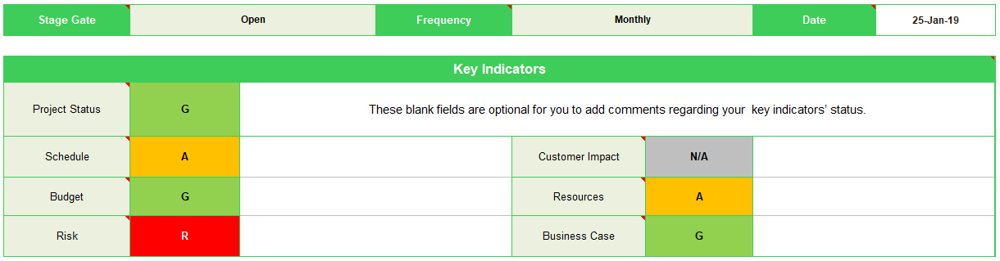 Stage Gate Open Frequency Monthly Date 25-Jan-19
Key Indicators
Project Status G These blank fields are optional for you to add comments regarding your  key indicators’ status.
Schedule A Customer Impact N/A
Budget G Resources A
Risk R Business Case G